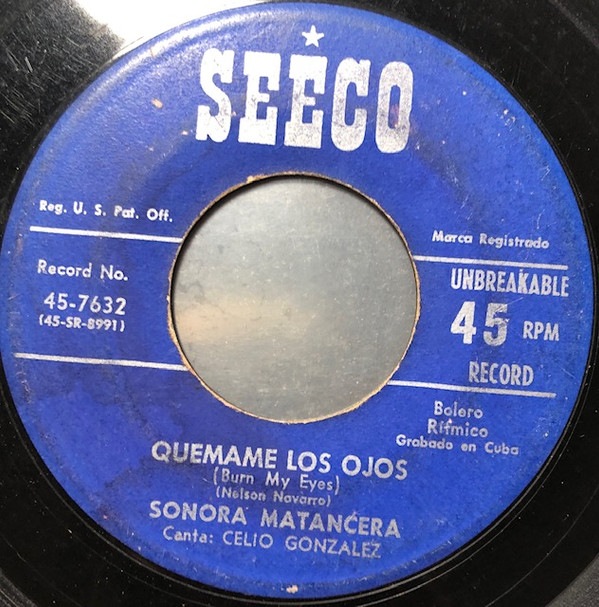 SEECO
Reg. U. S. Pat. Off.
Marca Registrado
Record No.
45-7632
(45-SR-8991)
UNBREAKABLE
45 RPM
RECORD
Bolero
Ritmico
Grabado en Cuba
QUEMAME LOS OJOS
(Burn My Eyes)
(Nelson Navarro)
SONORA MATANCERA
Canta: CELIO GONZALEZ